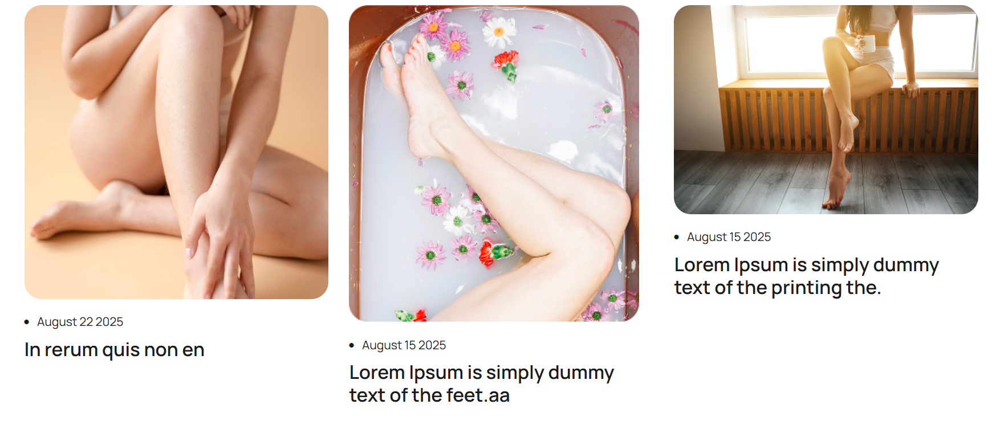 August 22 2025
In rerum quis non en
August 15 2025
Lorem Ipsum is simply dummy
text of the feet.aa
August 15 2025
Lorem Ipsum is simply dummy
text of the printing the.